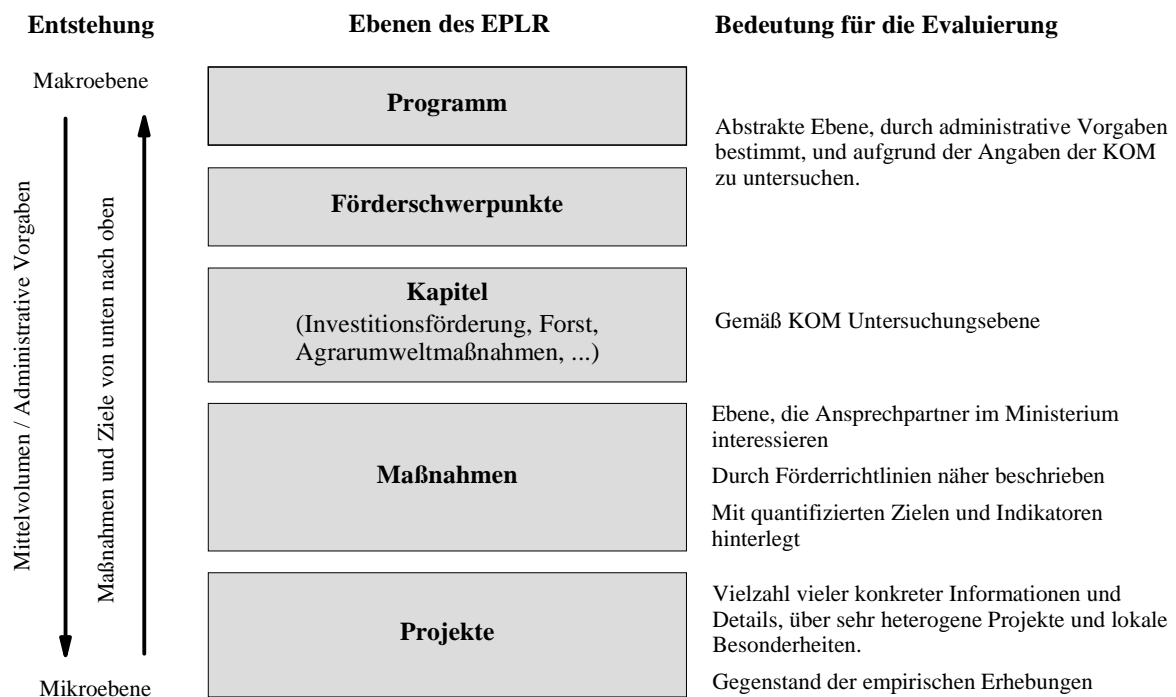 Entstehung
Ebenen des EPLR
Bedeutung für die Evaluierung
Makroebene
Mittelvolumen / Administrative Vorgaben
Maßnahmen und Ziele von unten nach oben
Mikroebene
Programm
Förderschwerpunkte
Kapitel
(Investitionsförderung, Forst,
Agrarumweltmaßnahmen, ...)
Maßnahmen
Projekte
Abstrakte Ebene, durch administrative Vorgaben
bestimmt, und aufgrund der Angaben der KOM
zu untersuchen.
Gemäß KOM Untersuchungsebene
Ebene, die Ansprechpartner im Ministerium
interessieren
Durch Förderrichtlinien näher beschrieben
Mit quantifizierten Zielen und Indikatoren
hinterlegt
Vielzahl vieler konkreter Informationen und
Details, über sehr heterogene Projekte und lokale
Besonderheiten.
Gegenstand der empirischen Erhebungen